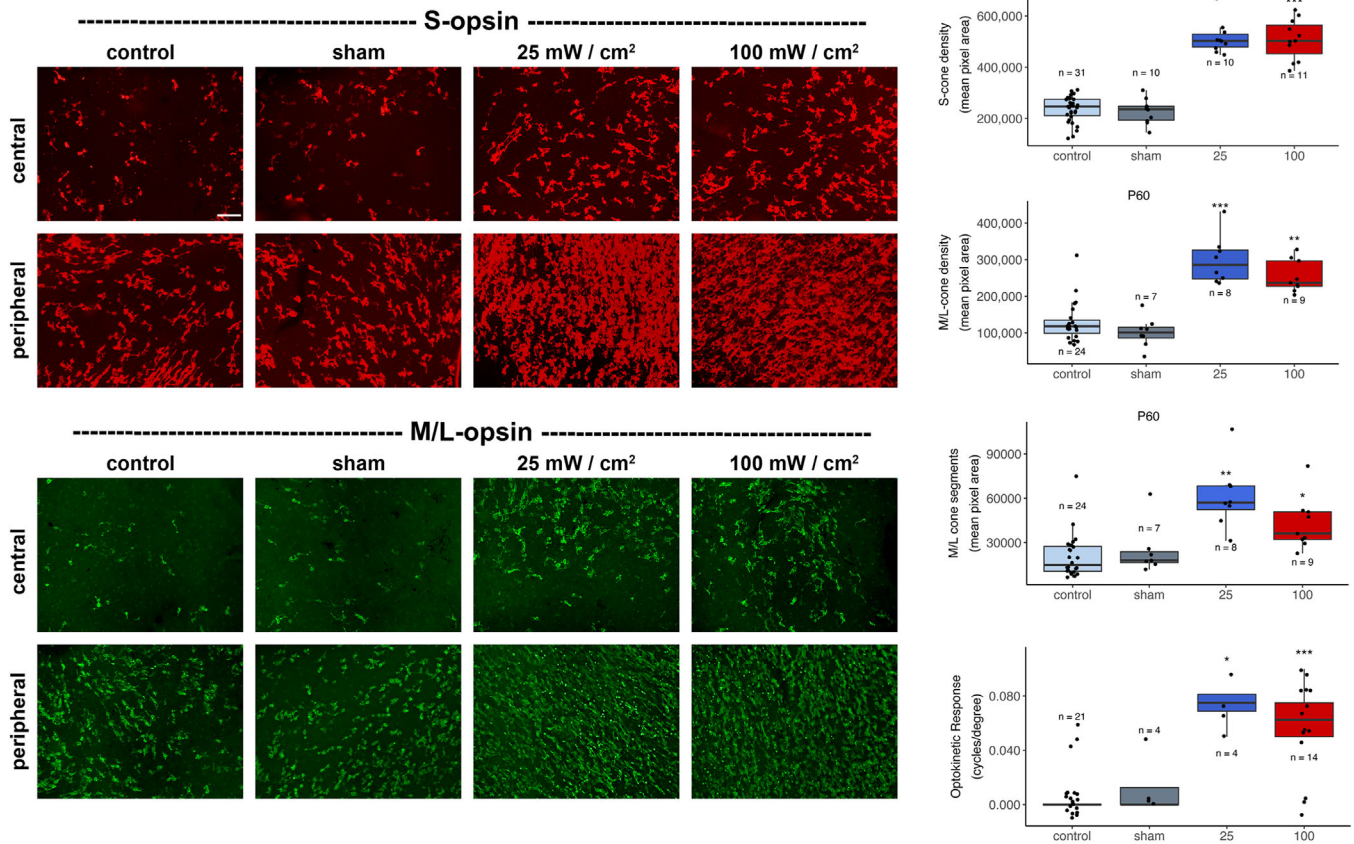 S-opsin
control sham 25 mW / cm² 100 mW / cm²
central
peripheral
M/L-opsin
control sham 25 mW / cm² 100 mW / cm²
central
peripheral
***
S-cone density
(mean pixel area)
600,000
400,000
200,000
n = 31
n = 10
n = 10
n = 11
control sham 25 100
P60
M/L-cone density
(mean pixel area)
400,000
300,000
200,000
100,000
***
**
n = 24
n = 7
n = 8
n = 9
control sham 25 100
P60
M/L cone segments
(mean pixel area)
90000
60000
30000
**
*
n = 24
n = 7
n = 8
n = 9
control sham 25 100
Optokinetic Response
(cycles/degree)
0.080
0.040
0.000
*
***
n = 21
n = 4
n = 4
n = 14
control sham 25 100